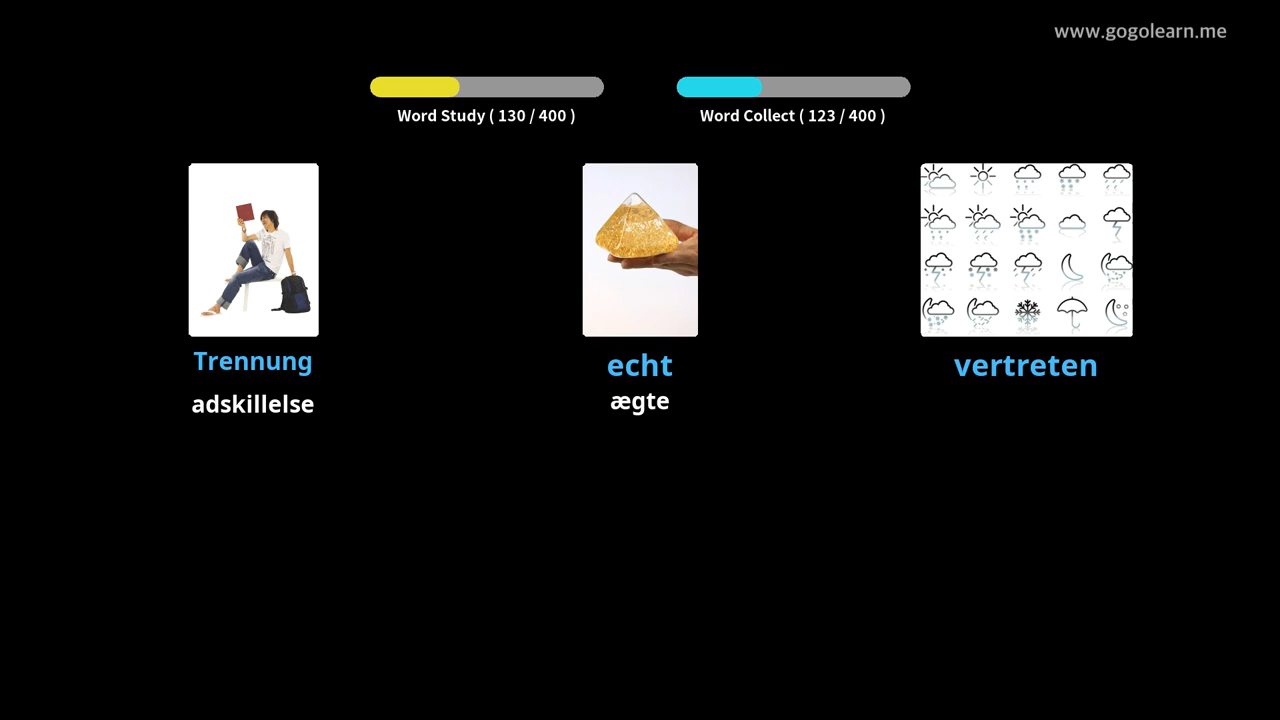 www.gogolearn.me
Word Study ( 130 / 400 )
Word Collect ( 123 / 400 )
Trennung
adskillelse
echt
ægte
vertreten